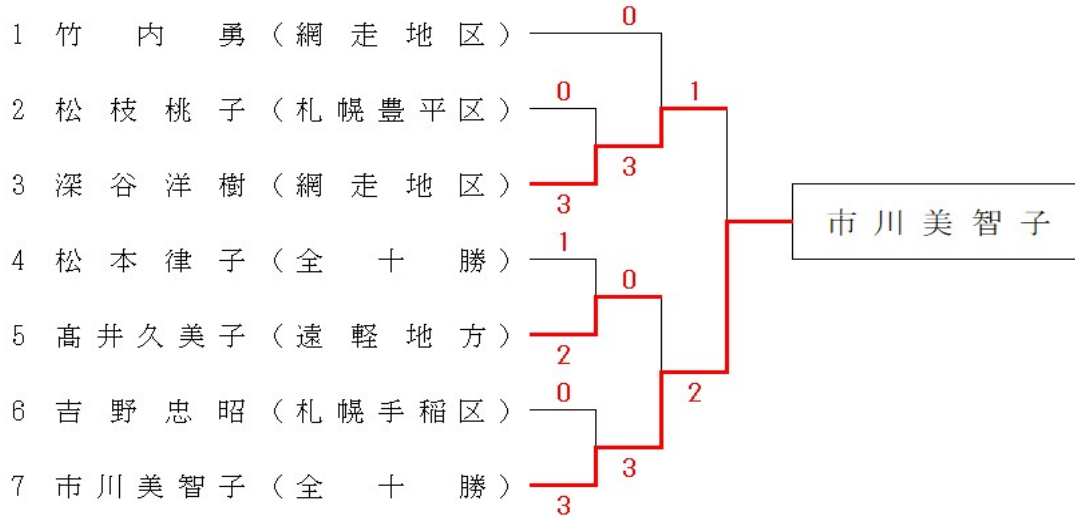 1 竹内勇（網走地区）
0
2 松枝桃子（札幌豊平区）
0
1
3
3 深谷洋樹（網走地区）
3
市川美智子
4 松本律子（全十勝）
1
0
5 髙井久美子（遠軽地方）
2
2
6 吉野忠昭（札幌手稲区）
0
3
7 市川美智子（全十勝）
3